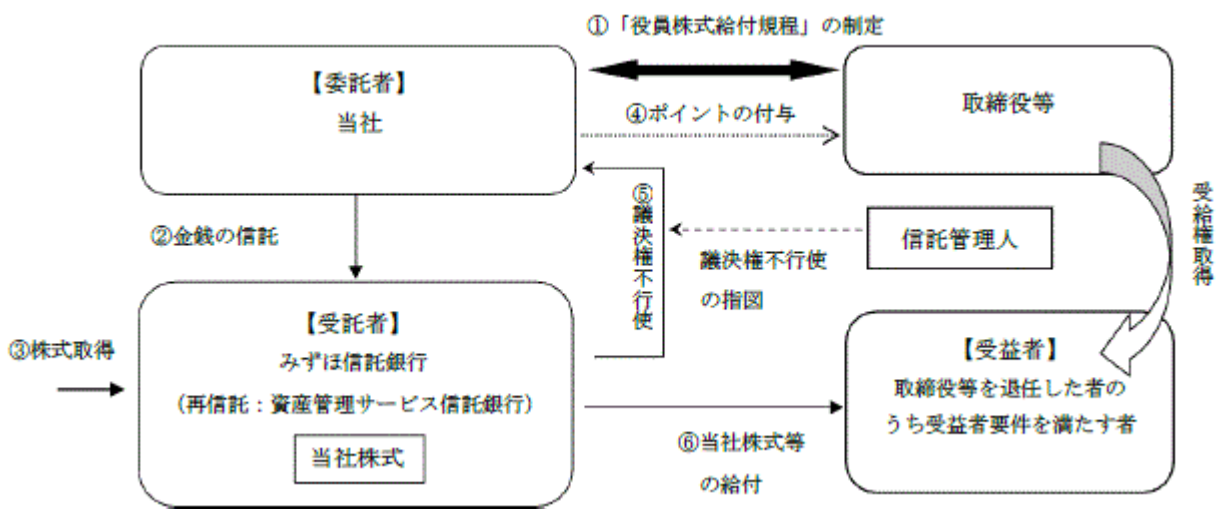 ①「役員株式給付規程」の制定
【委託者】
当社
取締役等
④ポイントの付与
②金銭の信託
⑤議決権不行使
議決権不行使
の指図
信託管理人
受給権取得
③株式取得
【受託者】
みずほ信託銀行
(再信託：資産管理サービス信託銀行)
当社株式
⑥当社株式等
の給付
【受益者】
取締役等を退任した者の
うち受益者要件を満たす者